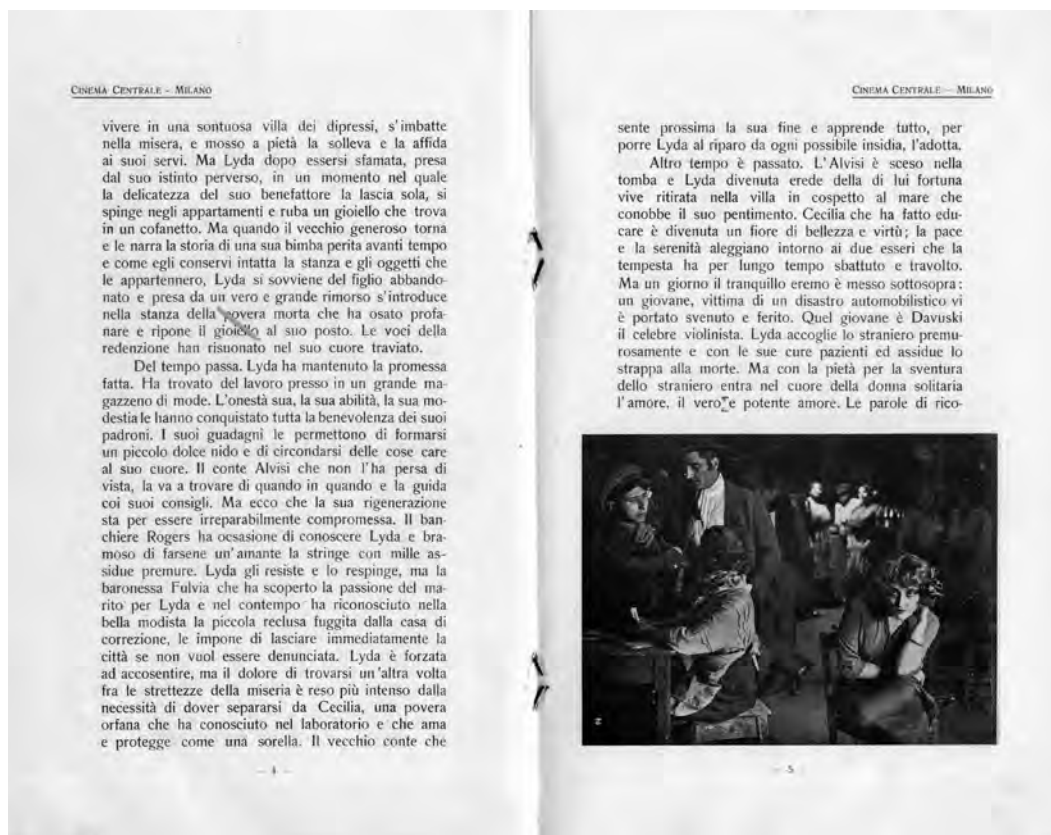 CINEMA CENTRALE - MILANO
vivere in una sontuosa villa dei dipressi, s'imbatte
nella misera, e mosso a pietà la solleva e la affida
ai suoi servi. Ma Lyda dopo essersi sfamata, presa
dal suo istinto perverso, in un momento nel quale
la delicatezza del suo benefattore la lascia sola, si
spinge negli appartamenti e ruba un gioiello che trova
in un cofanetto. Ma quando il vecchio generoso torna
e le narra la storia di una sua bimba perita avanti tempo
e come egli conservi intatta la stanza e gli oggetti che
le appartennero, Lyda si sovviene del figlio abbando-
nato e presa da un vero e grande rimorso s'introduce
nella stanza della povera morta che ha osato profa-
nare e ripone il gioiello al suo posto. Le voci della
redenzione han risuonato nel suo cuore traviato.
Del tempo passa. Lyda ha mantenuto la promessa
fatta. Ha trovato del lavoro presso in un grande ma-
gazzeno di mode. L'onestà sua, la sua abilità, la sua mo-
destia le hanno conquistato tutta la benevolenza dei suoi
padroni. I suoi guadagni le permettono di formarsi
un piccolo dolce nido e di circondarsi delle cose care
al suo cuore. Il conte Alvisi che non l'ha persa di
vista, la va a trovare di quando in quando e la guida
coi suoi consigli. Ma ecco che la sua rigenerazione
sta per essere irreparabilmente compromessa. Il ban-
chiere Rogers ha ocsasione di conoscere Lyda e bra-
moso di farsene un'amante la stringe con mille as-
sidue premure. Lyda gli resiste e lo respinge, ma la
baronessa Fulvia che ha scoperto la passione del ma-
rito per Lyda e nel contempo ha riconosciuto nella
bella modista la piccola reclusa fuggita dalla casa di
correzione, le impone di lasciare immediatamente la
città se non vuol essere denunciata. Lyda è forzata
ad accosentire, ma il dolore di trovarsi un'altra volta
fra le strettezze della miseria è reso più intenso dalla
necessità di dover separarsi da Cecilia, una povera
orfana che ha conosciuto nel laboratorio e che ama
e protegge come una sorella. Il vecchio conte che
- 4 -
CINEMA CENTRALE - MILANO
sente prossima la sua fine e apprende tutto, per
porre Lyda al riparo da ogni possibile insidia, l'adotta.
Altro tempo è passato. L'Alvisi è sceso nella
tomba e Lyda divenuta erede della di lui fortuna
vive ritirata nella villa in cospetto al mare che
conobbe il suo pentimento. Cecilia che ha fatto edu-
care è divenuta un fiore di bellezza e virtù; la pace
e la serenità aleggiano intorno ai due esseri che la
tempesta ha per lungo tempo sbattuto e travolto.
Ma un giorno il tranquillo eremo è messo sottosopra:
un giovane, vittima di un disastro automobilistico vi
è portato svenuto e ferito. Quel giovane è Davuski
il celebre violinista. Lyda accoglie lo straniero premu-
rosamente e con le sue cure pazienti ed assidue lo
strappa alla morte. Ma con la pietà per la sventura
dello straniero entra nel cuore della donna solitaria
l'amore, il vero e potente amore. Le parole di rico-
- 5 -